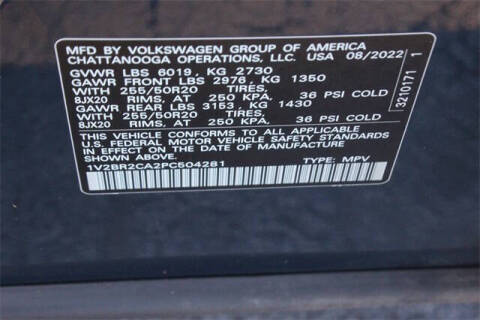 MFD BY VOLKSWAGEN GROUP OF AMERICA
CHATTANOOGA OPERATIONS, LLC. USA 08/2022
GVWR LBS 6019, KG 2730
GAWR FRONT LBS 2976, KG 1350
WITH 255/50R20 TIRES,
8JX20 RIMS, AT 250 KPA. 36 PSI COLD
GAWR REAR LBS 3153, KG 1430
WITH 255/50R20 TIRES,
8JX20 RIMS, AT 250 KPA. 36 PSI COLD
THIS VEHICLE CONFORMS TO ALL APPLICABLE
U.S. FEDERAL MOTOR VEHICLE SAFETY STANDARDS
IN EFFECT ON THE DATE OF MANUFACTURE
SHOWN ABOVE.
1V2BR2CA2PC504281 TYPE: MPV
3210171 1